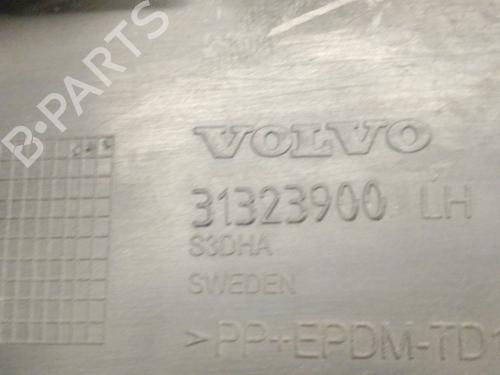 B-PARTS
VOLVO
31323900 LH
S3DHA
SWEDEN
>PP+EPDM-TD1